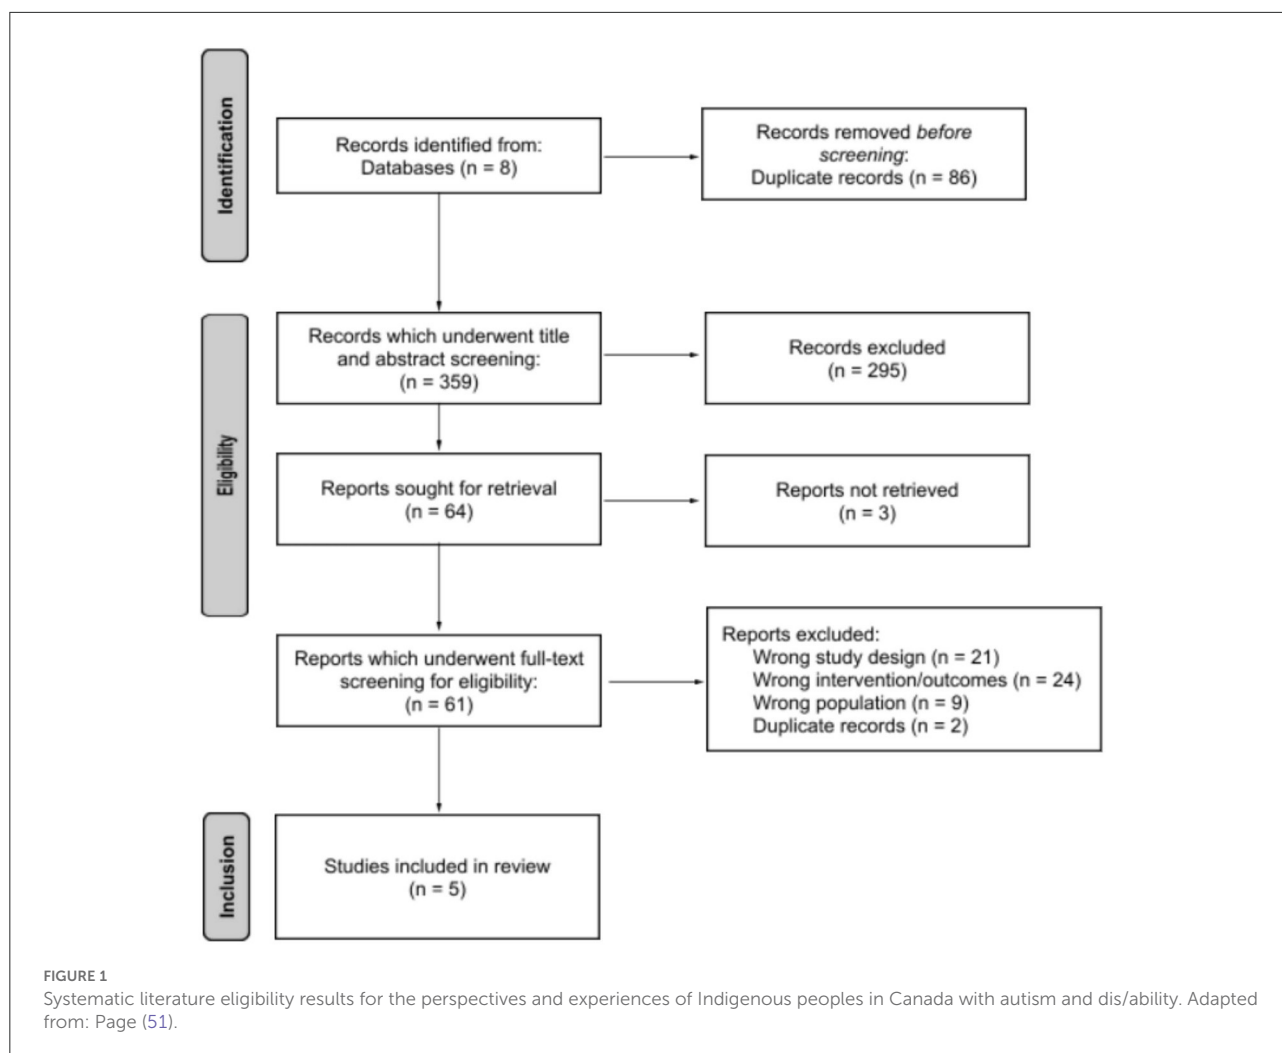 Identification
Records identified from:
Databases (n = 8)
Records removed before
screening:
Duplicate records (n = 86)
Eligibility
Records which underwent title
and abstract screening:
(n = 359)
Records excluded
(n = 295)
Reports sought for retrieval
(n = 64)
Reports not retrieved
(n = 3)
Reports which underwent full-text
screening for eligibility:
(n = 61)
Reports excluded:
Wrong study design (n = 21)
Wrong intervention/outcomes (n = 24)
Wrong population (n = 9)
Duplicate records (n = 2)
Inclusion
Studies included in review
(n = 5)
FIGURE 1
Systematic literature eligibility results for the perspectives and experiences of Indigenous peoples in Canada with autism and dis/ability. Adapted
from: Page (51).